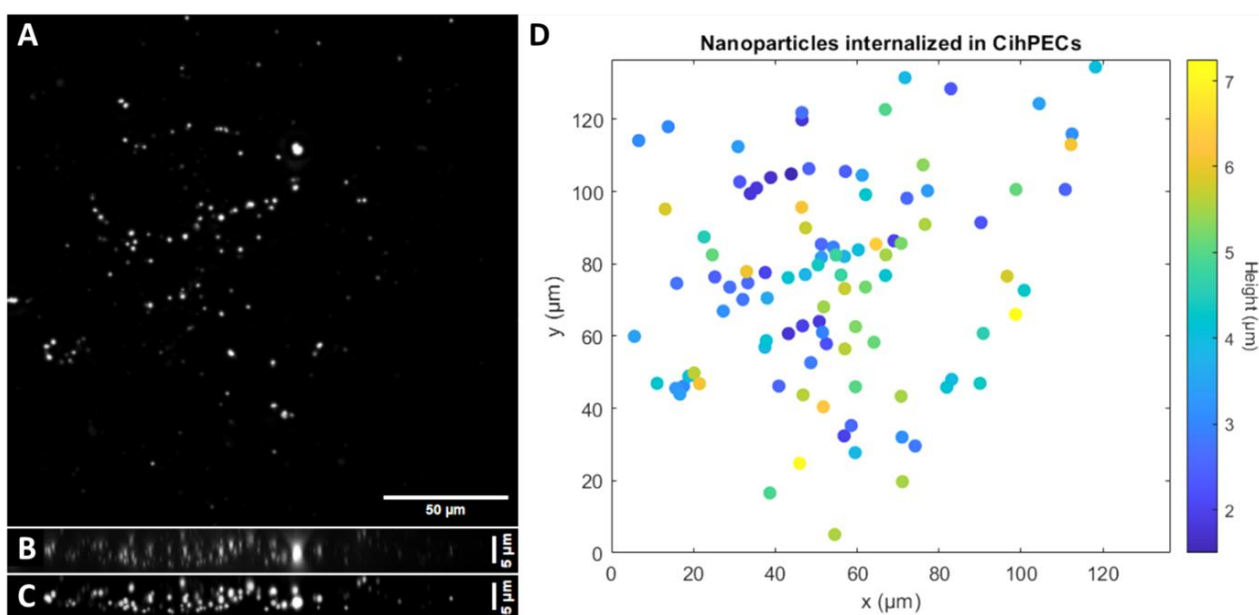 A
50 µm
B
5 µm
C
5 µm
D
Nanoparticles internalized in CihPECs
y (µm)
120
100
80
60
40
20
0
0 20 40 60 80 100 120
x (µm)
7
6
5
4
3
2
Height (µm)